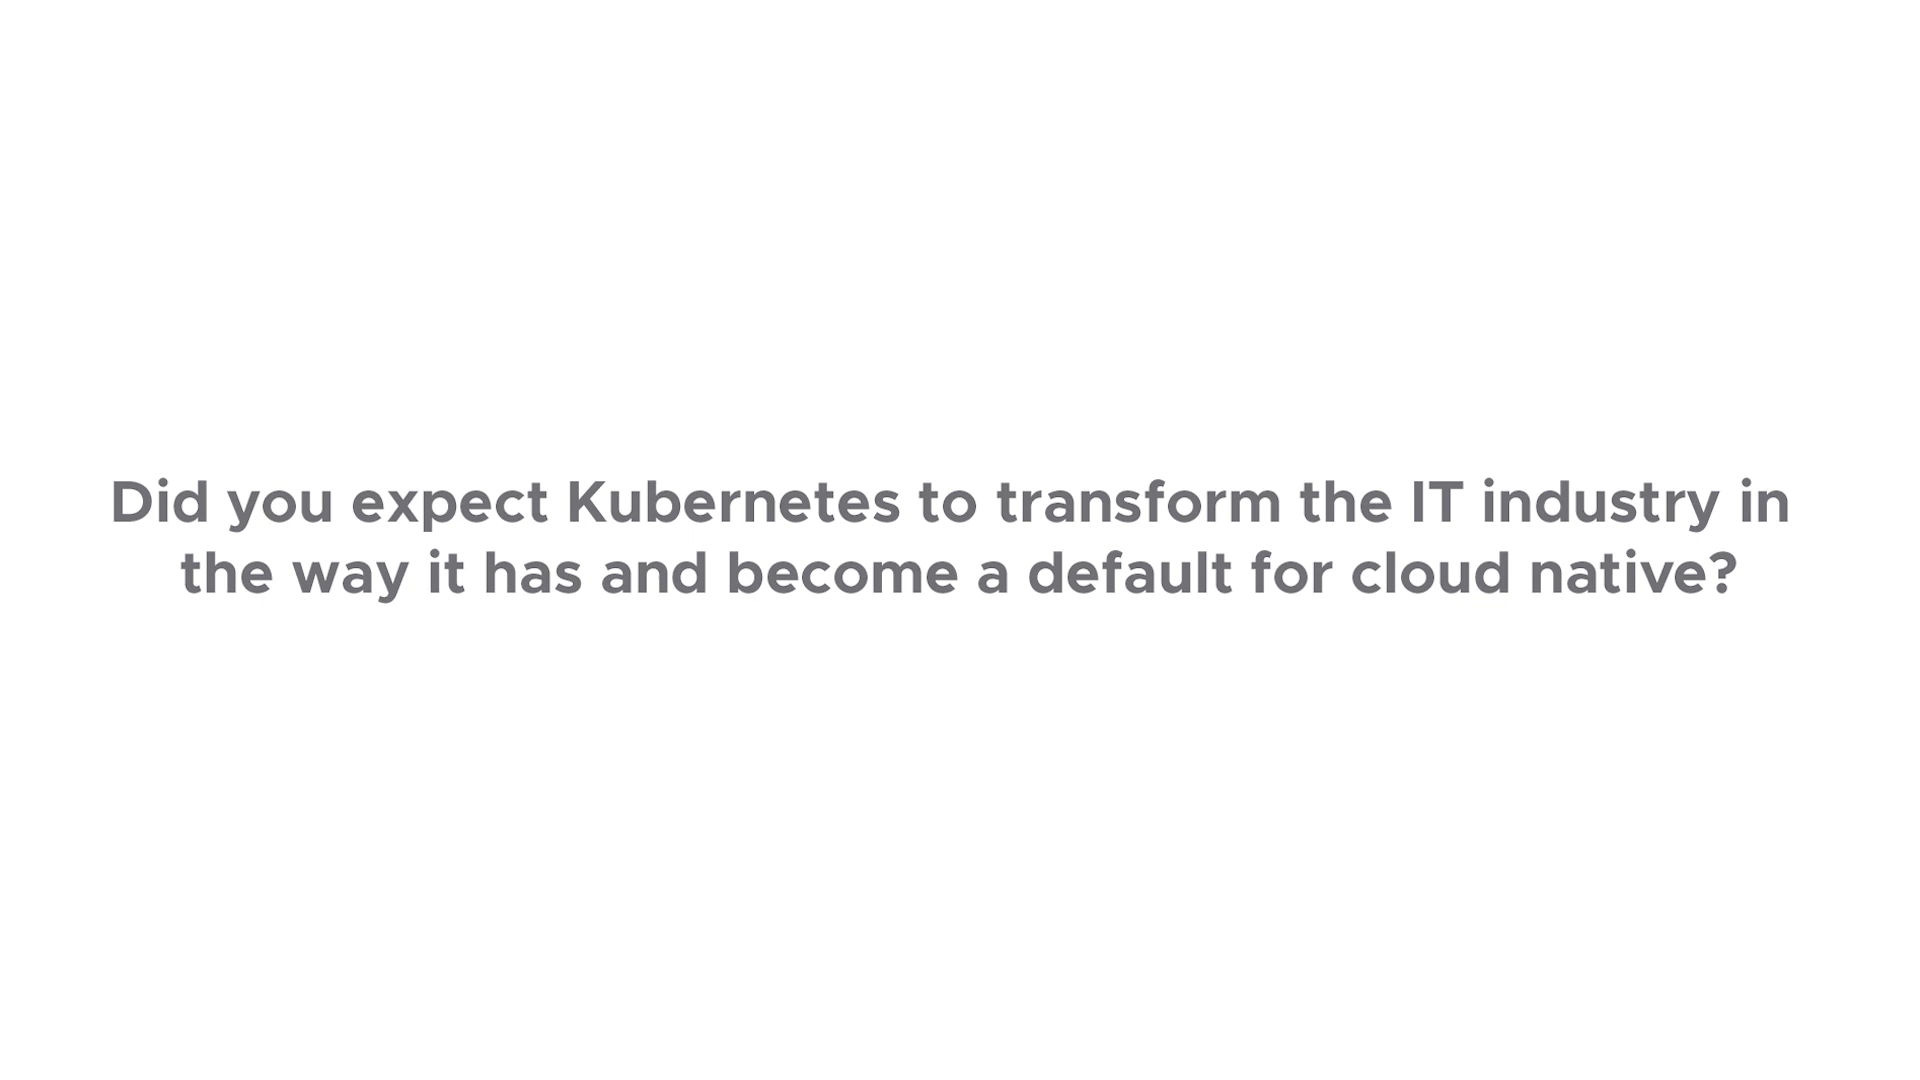 Did you expect Kubernetes to transform the IT industry in
the way it has and become a default for cloud native?